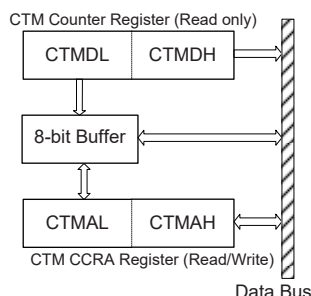 CTM Counter Register (Read only)
CTMDL CTMDH
8-bit Buffer
CTMAL CTMAH
CTM CCRA Register (Read/Write)
Data Bus